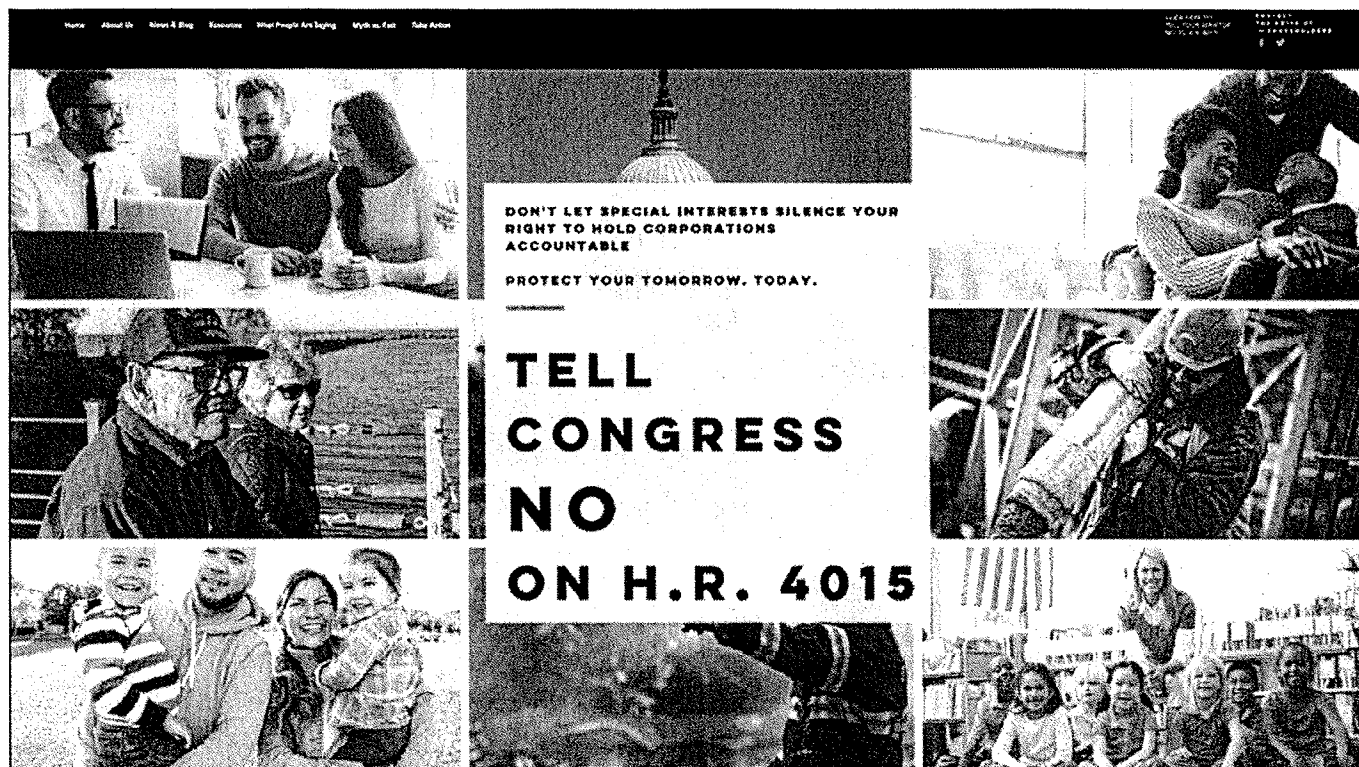 Home About Us News & Blog Resources What People Are Saying Myth vs. Fact Take Action
DON'T LET SPECIAL INTERESTS SILENCE YOUR
RIGHT TO HOLD CORPORATIONS
ACCOUNTABLE
PROTECT YOUR TOMORROW. TODAY.
TELL
CONGRESS
NO
ON H.R. 4015